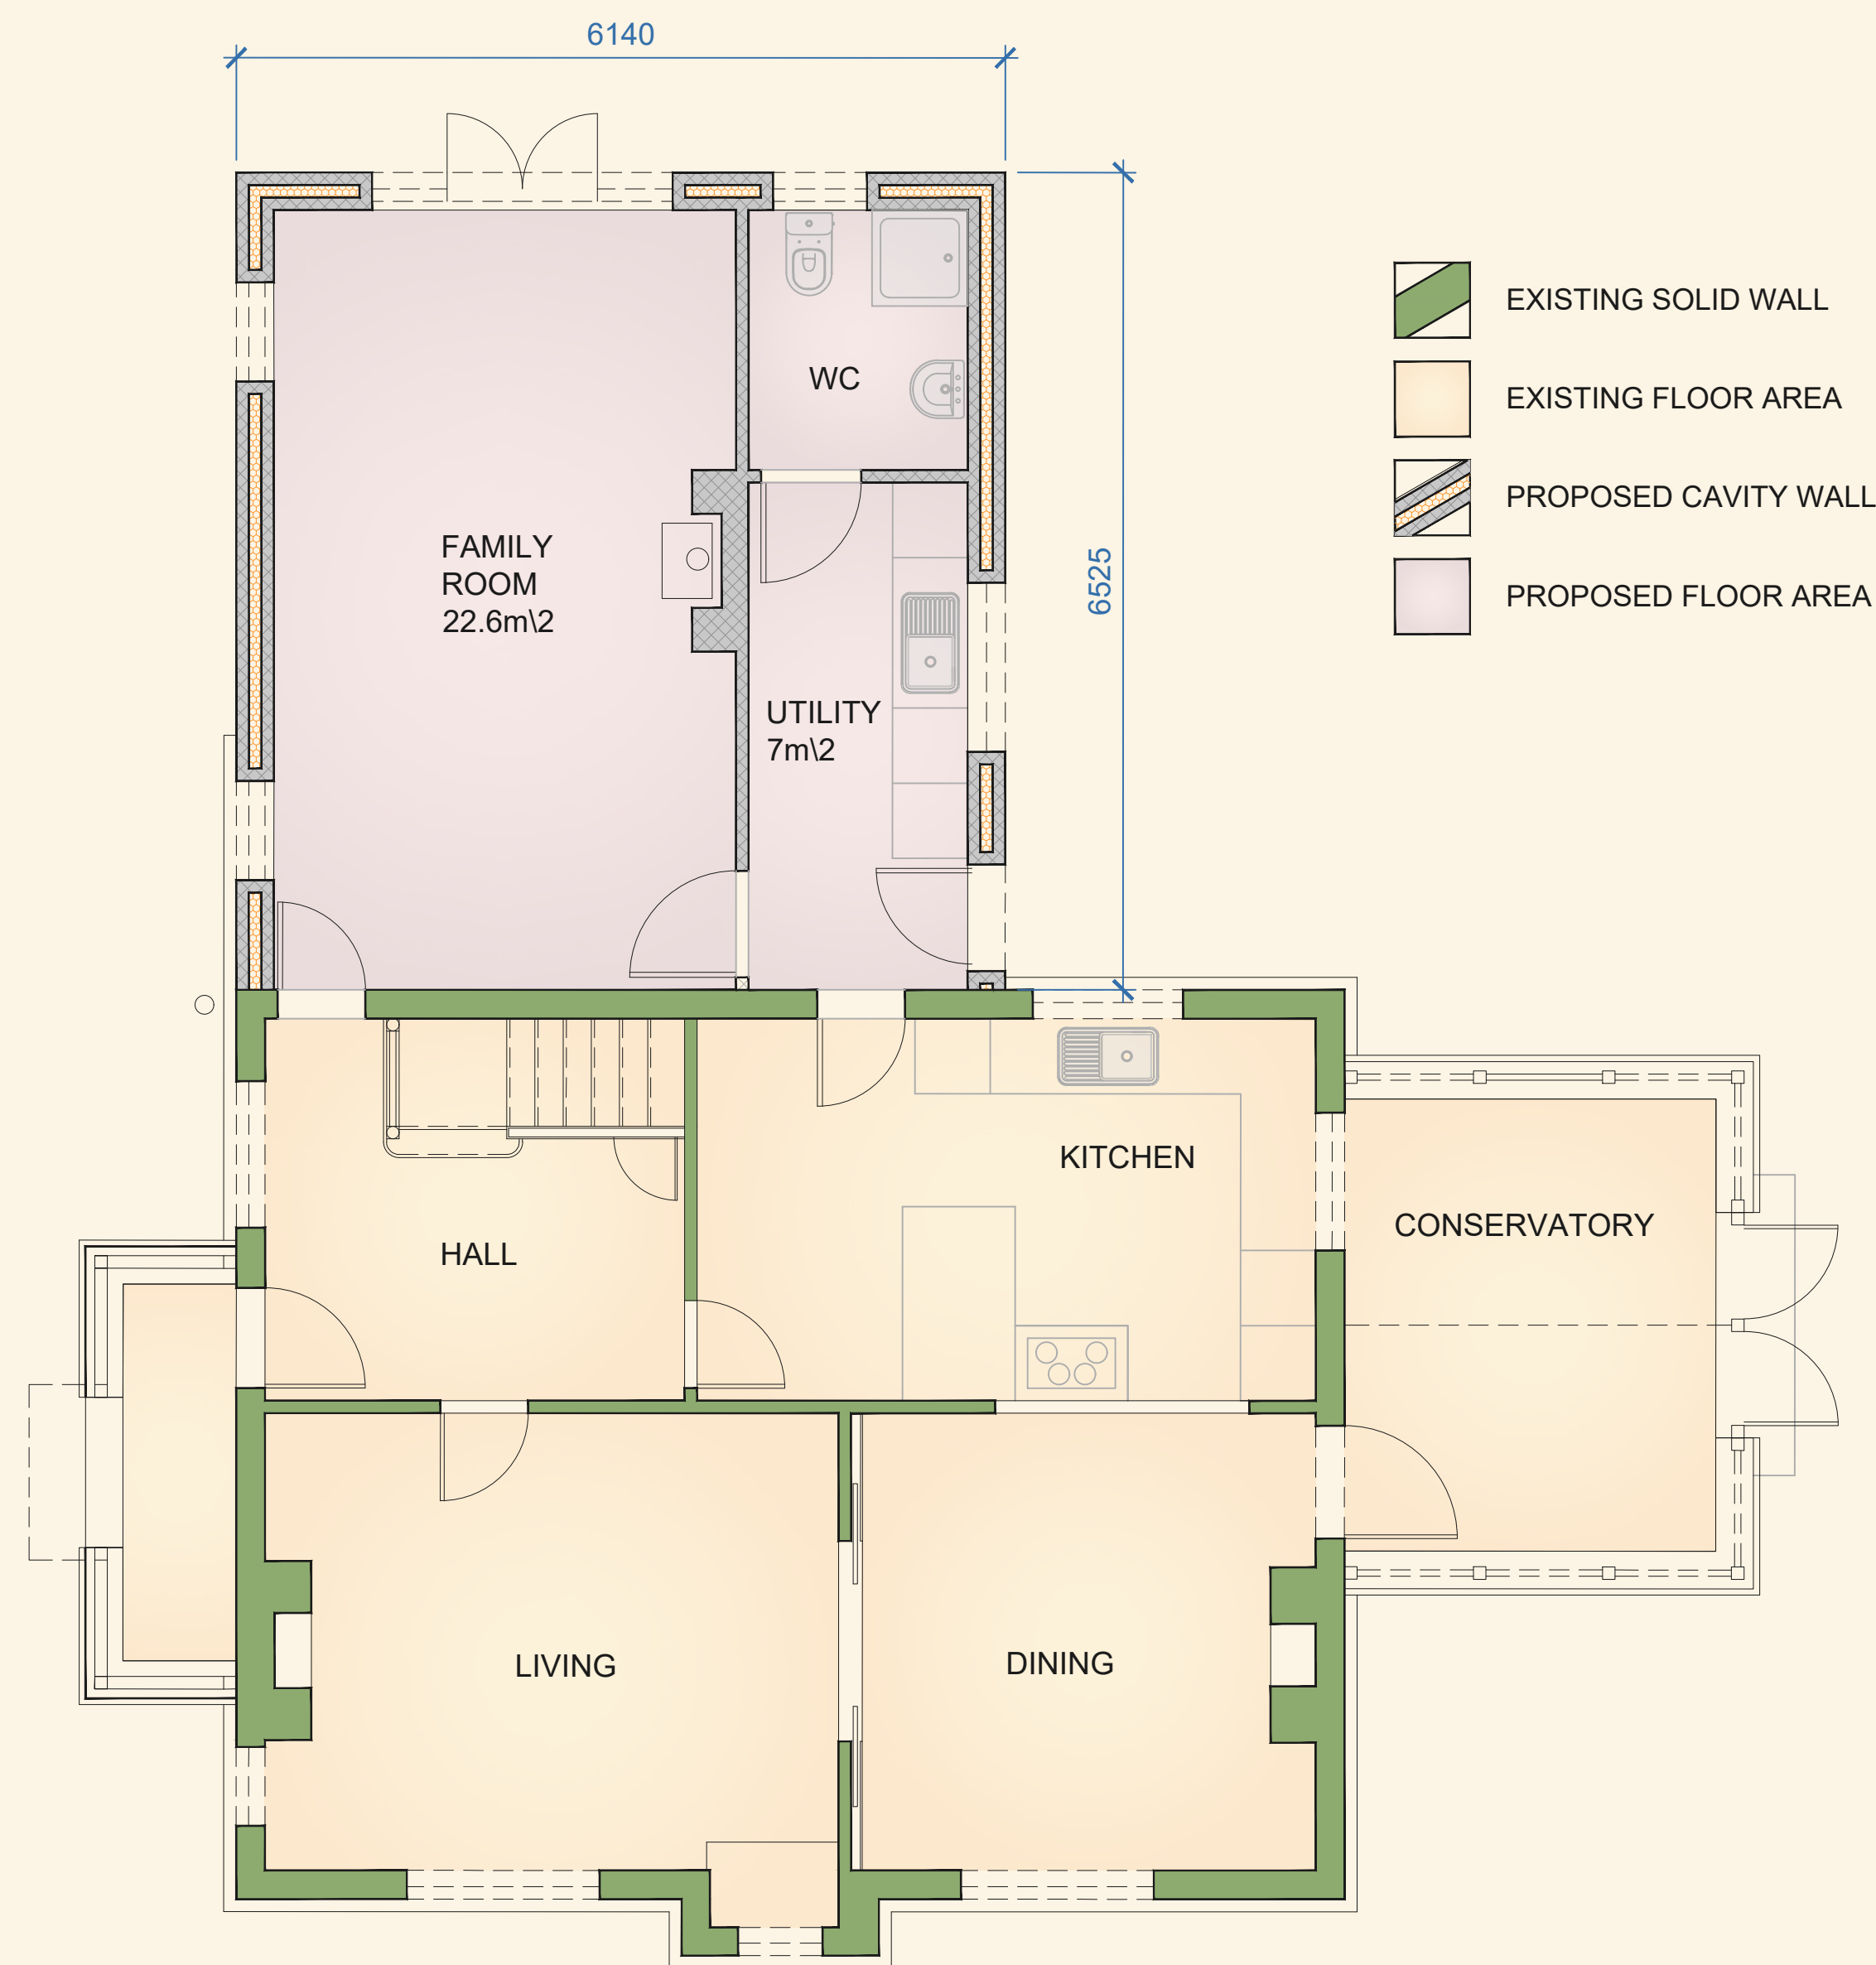 6140
EXISTING SOLID WALL
EXISTING FLOOR AREA
WC
PROPOSED CAVITY WALL
FAMILY
ROOM
22.6m\2
6525
PROPOSED FLOOR AREA
UTILITY
7m\2
KITCHEN
CONSERVATORY
HALL
LIVING
DINING